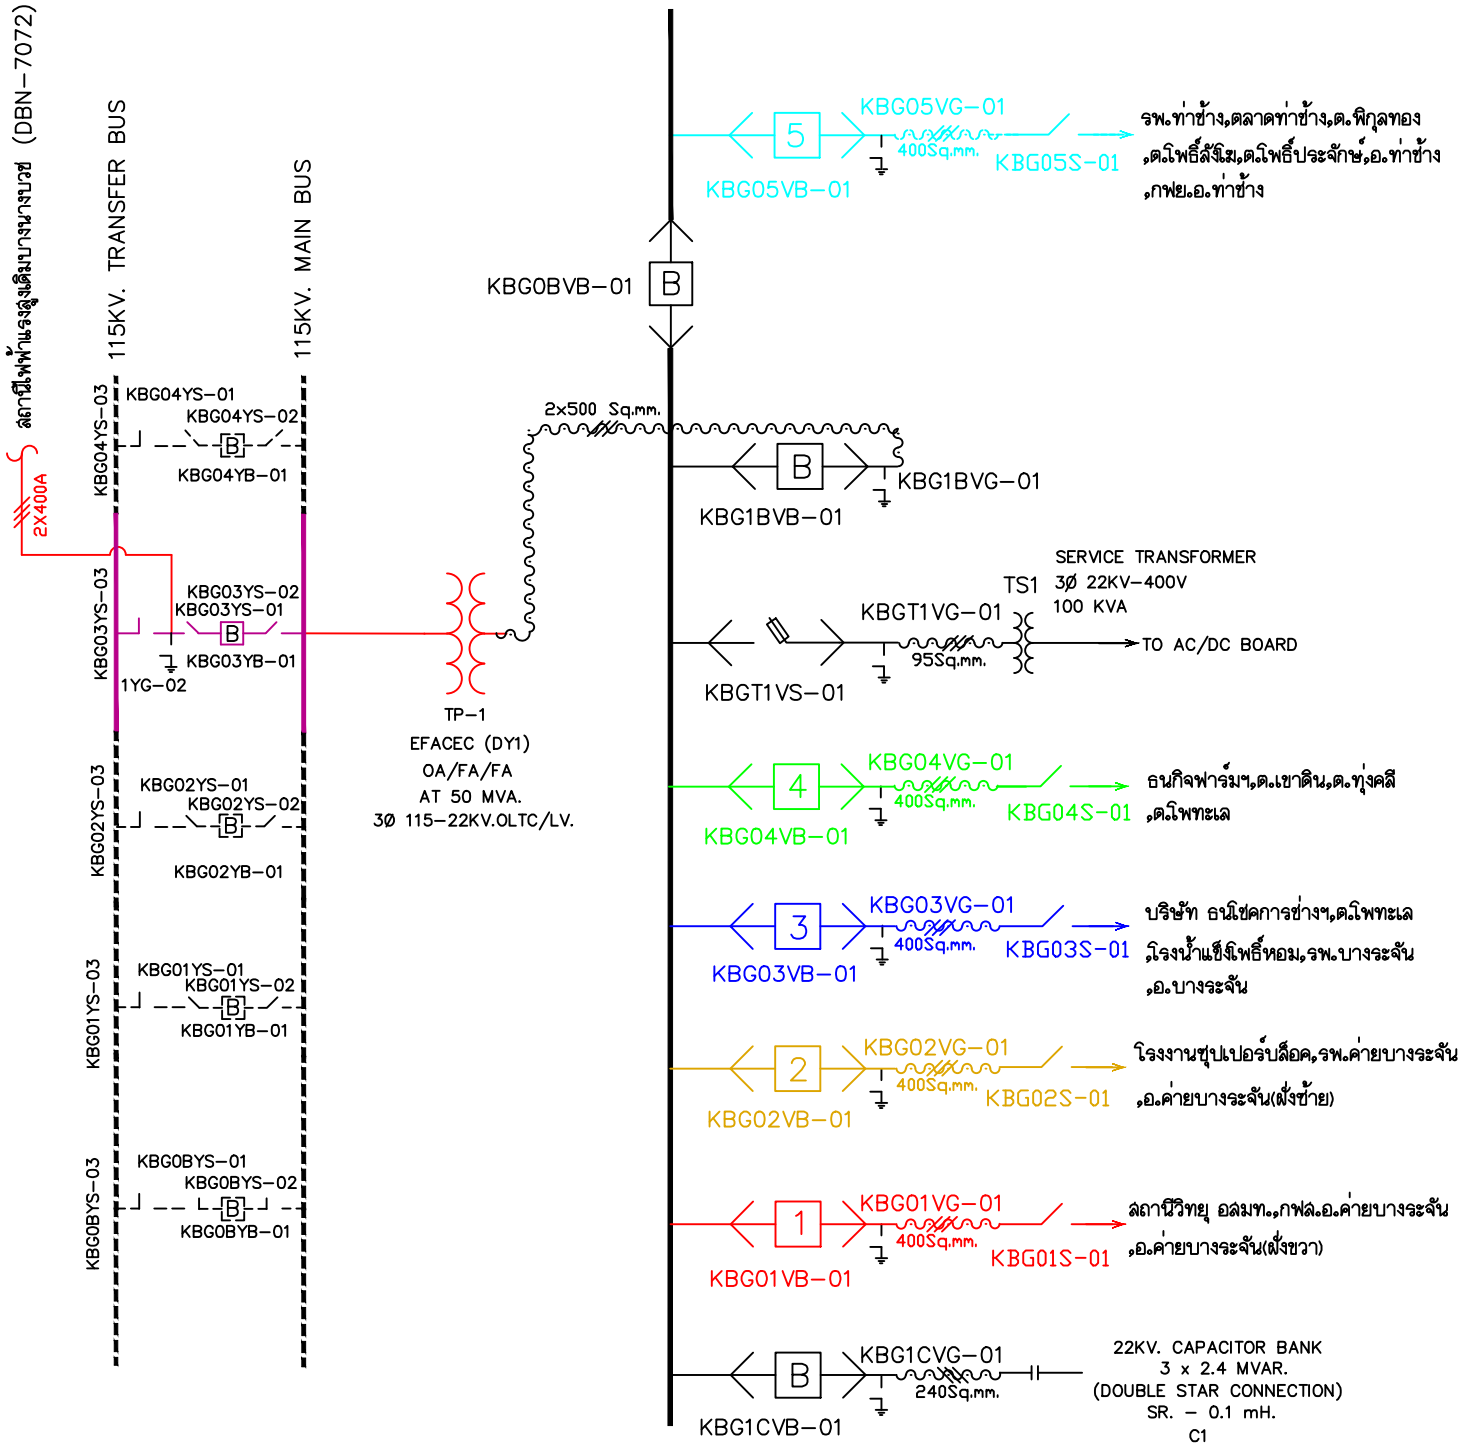 สถานีไฟฟ้าแรงสูงเดิมบางนางบวช (DBN-7072)
2X400A
115KV. TRANSFER BUS
115KV. MAIN BUS
KBG04YS-03
KBG04YS-01
KBG04YS-02
B
KBG04YB-01
KBG03YS-03
KBG03YS-02
KBG03YS-01
B
KBG03YB-01
1YG-02
KBG02YS-03
KBG02YS-01
KBG02YS-02
B
KBG02YB-01
KBG01YS-03
KBG01YS-01
KBG01YS-02
B
KBG01YB-01
KBG0BYS-03
KBG0BYS-01
KBG0BYS-02
B
KBG0BYB-01
TP-1
EFACEC (DY1)
OA/FA/FA
AT 50 MVA.
3Ø 115-22KV.OLTC/LV.
2x500 Sq.mm.
KBG05VG-01
5
400Sq.mm.
KBG05S-01
KBG05VB-01
รพ.ท่าช้าง,ตลาดท่าช้าง,ต.พิกุลทอง
,ต.โพธิ์สังโฆ,ต.โพธิ์ประจักษ์,อ.ท่าช้าง
,กฟย.อ.ท่าช้าง
KBG0BVB-01
B
B
KBG1BVG-01
KBG1BVB-01
SERVICE TRANSFORMER
TS1
3Ø 22KV-400V
100 KVA
KBGT1VG-01
95Sq.mm.
TO AC/DC BOARD
KBGT1VS-01
KBG04VG-01
4
400Sq.mm.
KBG04S-01
KBG04VB-01
ธนกิจฟาร์มฯ,ต.เขาดิน,ต.ทุ่งคลี
,ต.โพทะเล
KBG03VG-01
3
400Sq.mm.
KBG03S-01
KBG03VB-01
บริษัท ธนโชคการช่างฯ,ต.โพทะเล
,โรงน้ำแข็งโพธิ์หอม,รพ.บางระจัน
,อ.บางระจัน
KBG02VG-01
2
400Sq.mm.
KBG02S-01
KBG02VB-01
โรงงานซุปเปอร์บล็อค,รพ.ค่ายบางระจัน
,อ.ค่ายบางระจัน(ฝั่งซ้าย)
KBG01VG-01
1
400Sq.mm.
KBG01S-01
KBG01VB-01
สถานีวิทยุ อสมท.,กฟส.อ.ค่ายบางระจัน
,อ.ค่ายบางระจัน(ฝั่งขวา)
KBG1CVG-01
B
240Sq.mm.
KBG1CVB-01
22KV. CAPACITOR BANK
3 x 2.4 MVAR.
(DOUBLE STAR CONNECTION)
SR. - 0.1 mH.
C1